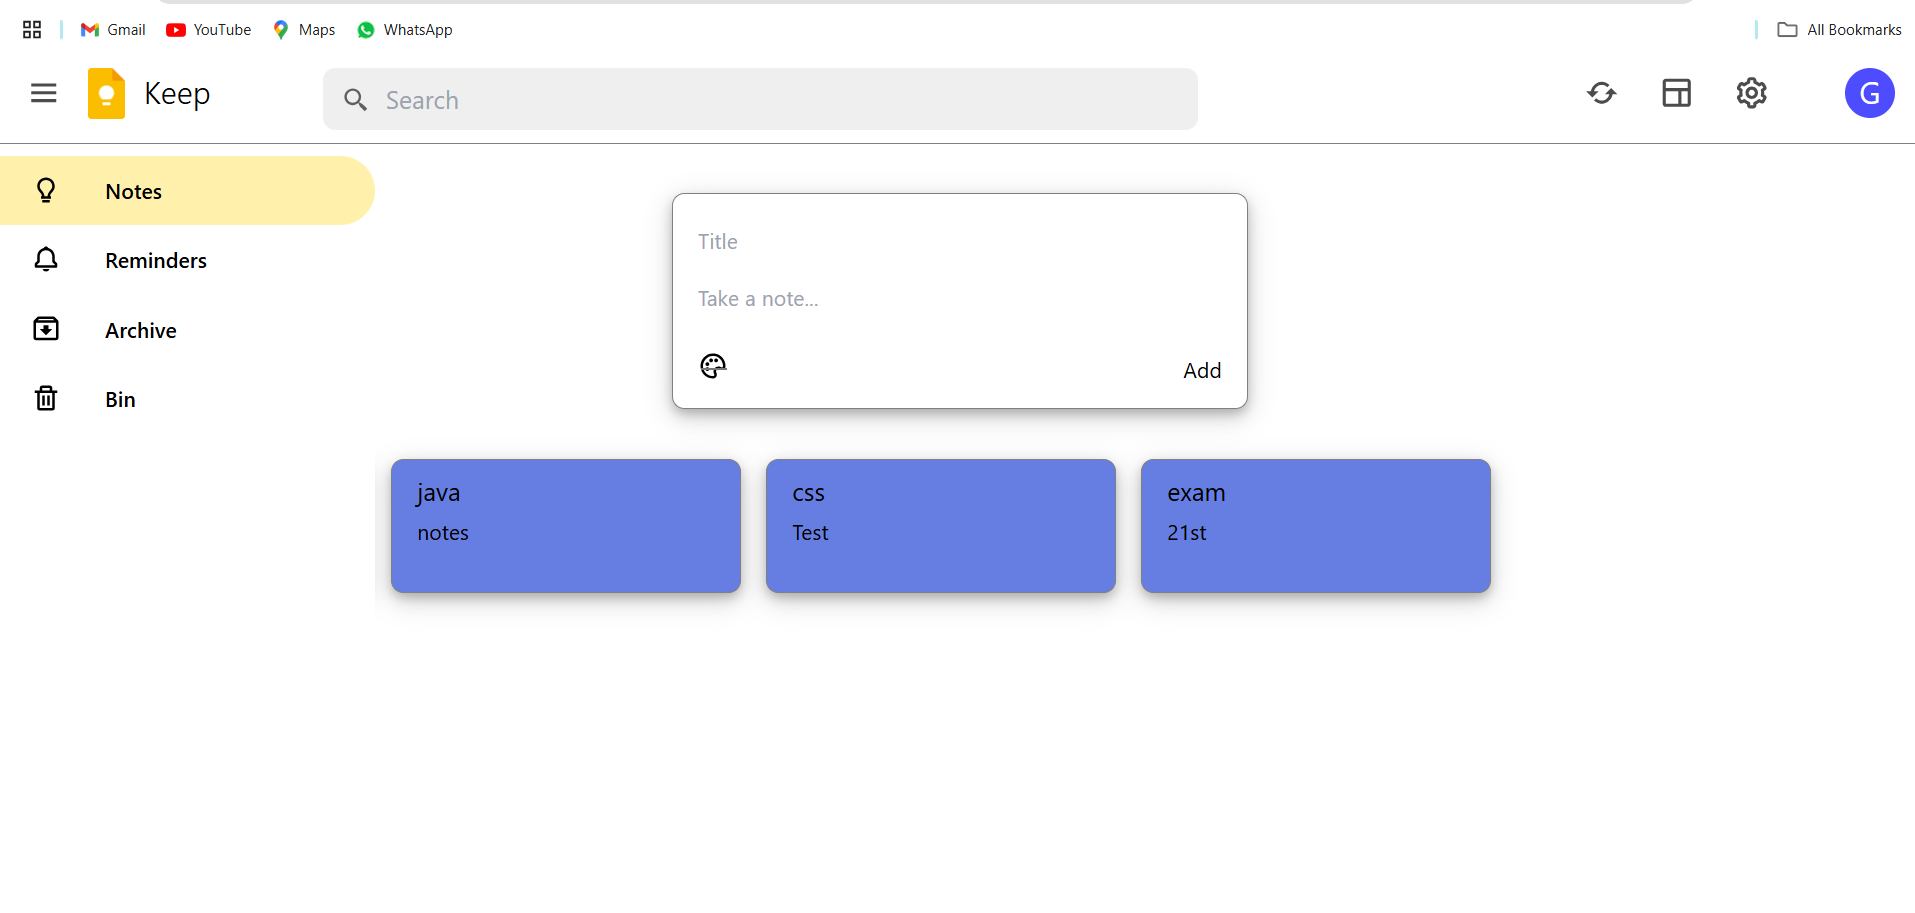 Gmail YouTube Maps WhatsApp All Bookmarks
Keep Search G
Notes
Reminders
Archive
Bin
Title
Take a note...
Add
java
notes
css
Test
exam
21st